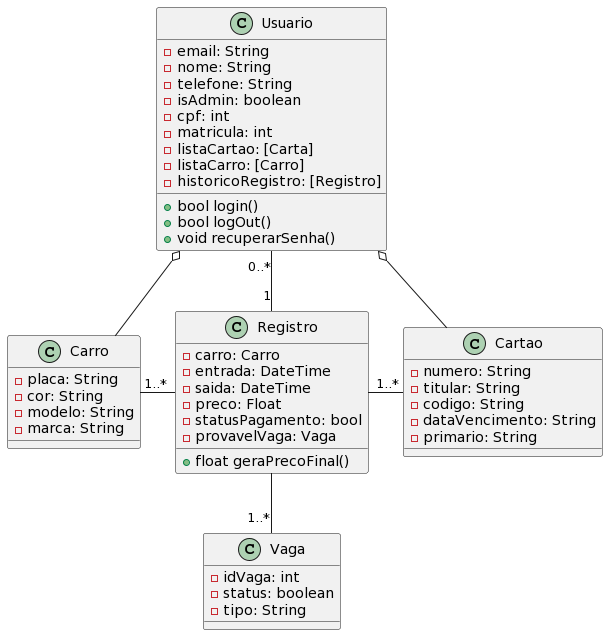 C Usuario
email: String
nome: String
telefone: String
isAdmin: boolean
cpf: int
matricula: int
listaCartao: [Carta]
listaCarro: [Carro]
historicoRegistro: [Registro]
bool login()
bool logOut()
void recuperarSenha()
0..*
1
C Carro
placa: String
cor: String
modelo: String
marca: String
1..*
C Registro
carro: Carro
entrada: DateTime
saida: DateTime
preco: Float
statusPagamento: bool
provavelVaga: Vaga
float geraPrecoFinal()
1..*
C Cartao
numero: String
titular: String
codigo: String
dataVencimento: String
primario: String
1..*
C Vaga
idVaga: int
status: boolean
tipo: String